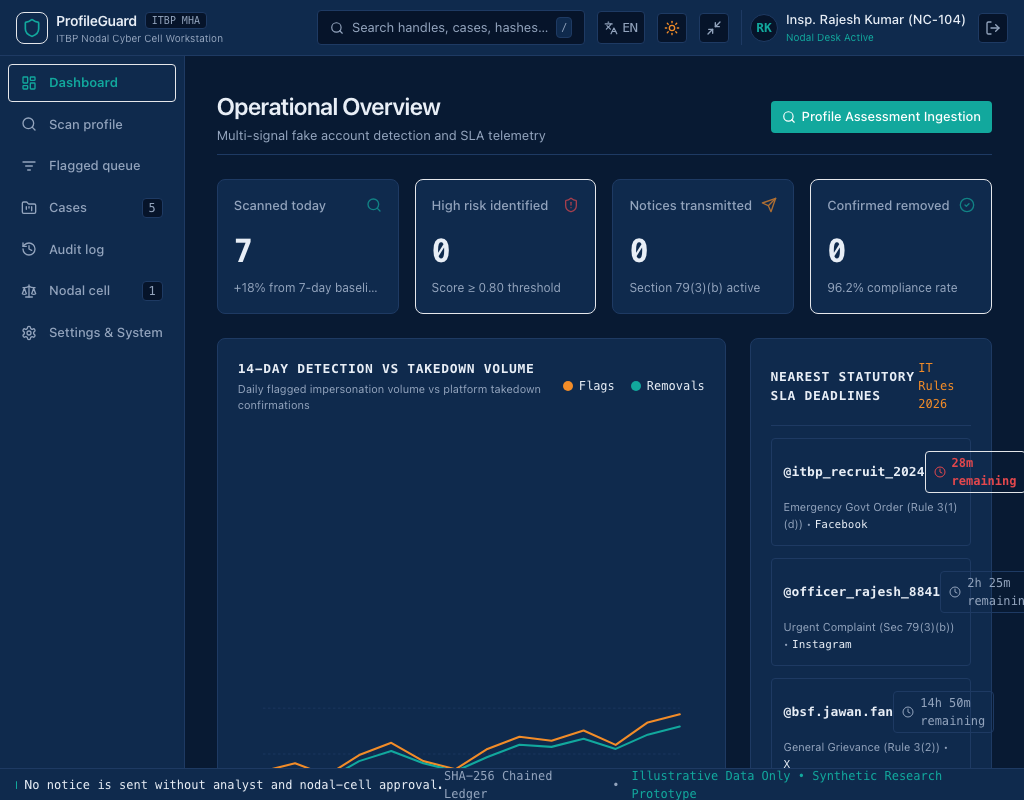 ProfileGuard ITBP MHA
ITBP Nodal Cyber Cell Workstation
Search handles, cases, hashes... /
EN
RK
Insp. Rajesh Kumar (NC-104)
Nodal Desk Active
Dashboard
Scan profile
Flagged queue
Cases 5
Audit log
Nodal cell 1
Settings & System
Operational Overview
Multi-signal fake account detection and SLA telemetry
Profile Assessment Ingestion
Scanned today
7
+18% from 7-day baseli...
High risk identified
0
Score ≥ 0.80 threshold
Notices transmitted
0
Section 79(3)(b) active
Confirmed removed
0
96.2% compliance rate
14-DAY DETECTION VS TAKEDOWN VOLUME
Daily flagged impersonation volume vs platform takedown
confirmations
Flags Removals
NEAREST STATUTORY
SLA DEADLINES
IT
Rules
2026
@itbp_recruit_2024
28m
remaining
Emergency Govt Order (Rule 3(1)
(d)) • Facebook
@officer_rajesh_8841
2h 25m
remainin
Urgent Complaint (Sec 79(3)(b))
• Instagram
@bsf.jawan.fan
14h 50m
remaining
General Grievance (Rule 3(2)) •
X
No notice is sent without analyst and nodal-cell approval.
SHA-256 Chained
Ledger
•
Illustrative Data Only • Synthetic Research
Prototype